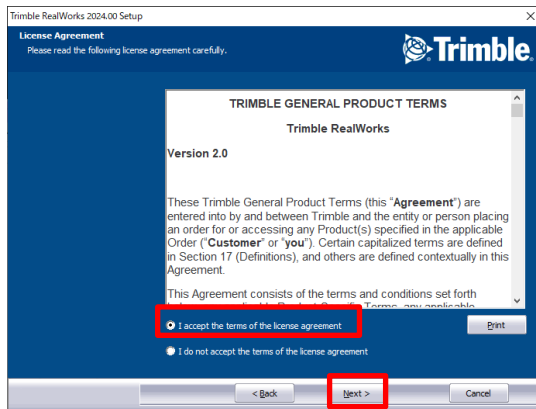 Trimble RealWorks 2024.00 Setup
License Agreement
Please read the following license agreement carefully.
Trimble.
TRIMBLE GENERAL PRODUCT TERMS
Trimble RealWorks
Version 2.0
These Trimble General Product Terms (this "Agreement") are
entered into by and between Trimble and the entity or person placing
an order for or accessing any Product(s) specified in the applicable
Order ("Customer" or "you"). Certain capitalized terms are defined
in Section 17 (Definitions), and others are defined contextually in this
Agreement.
This Agreement consists of the terms and conditions set forth
I accept the terms of the license agreement
Print
I do not accept the terms of the license agreement
< Back
Next >
Cancel